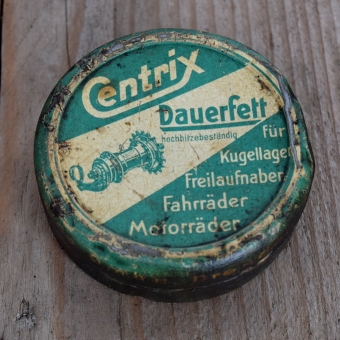 Centrix
Dauerfett
hochhitzebeständig
für
Kugellager
Freilaufnaben
Fahrräder
Motorräder